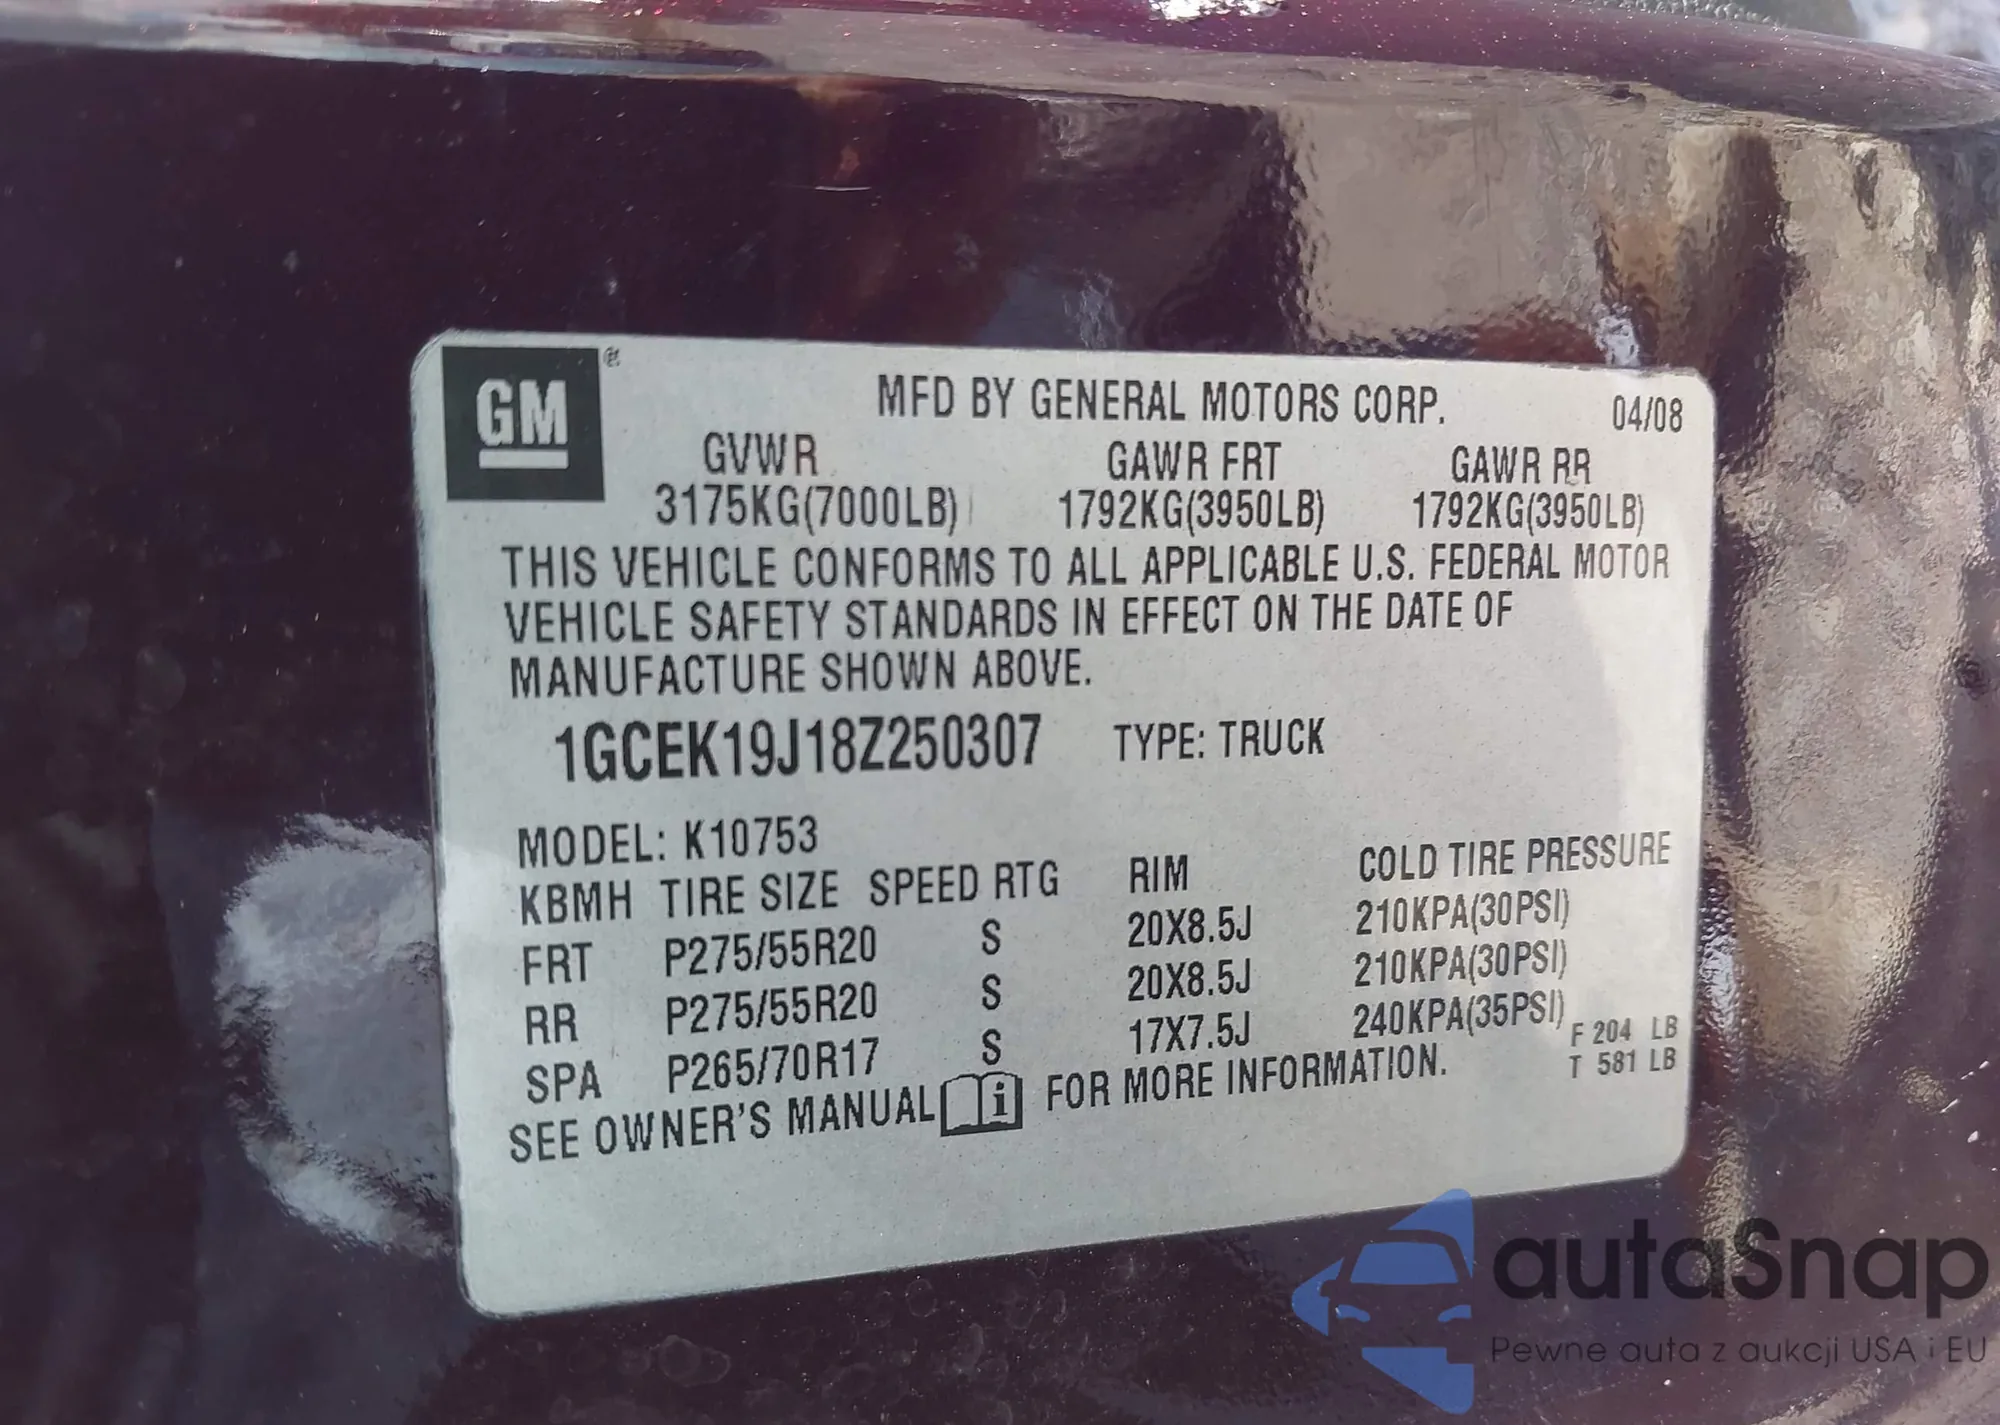 GM
MFD BY GENERAL MOTORS CORP. 04/08
GVWR GAWR FRT GAWR RR
3175KG(7000LB) 1792KG(3950LB) 1792KG(3950LB)
THIS VEHICLE CONFORMS TO ALL APPLICABLE U.S. FEDERAL MOTOR
VEHICLE SAFETY STANDARDS IN EFFECT ON THE DATE OF
MANUFACTURE SHOWN ABOVE.
1GCEK19J18Z250307 TYPE: TRUCK
MODEL: K10753
KBMH TIRE SIZE SPEED RTG RIM COLD TIRE PRESSURE
FRT P275/55R20 S 20X8.5J 210KPA(30PSI)
RR P275/55R20 S 20X8.5J 210KPA(30PSI)
SPA P265/70R17 S 17X7.5J 240KPA(35PSI) F 204 LB
SEE OWNER'S MANUAL FOR MORE INFORMATION. T 581 LB
autaSnap
Pewne auta z aukcji USA i EU